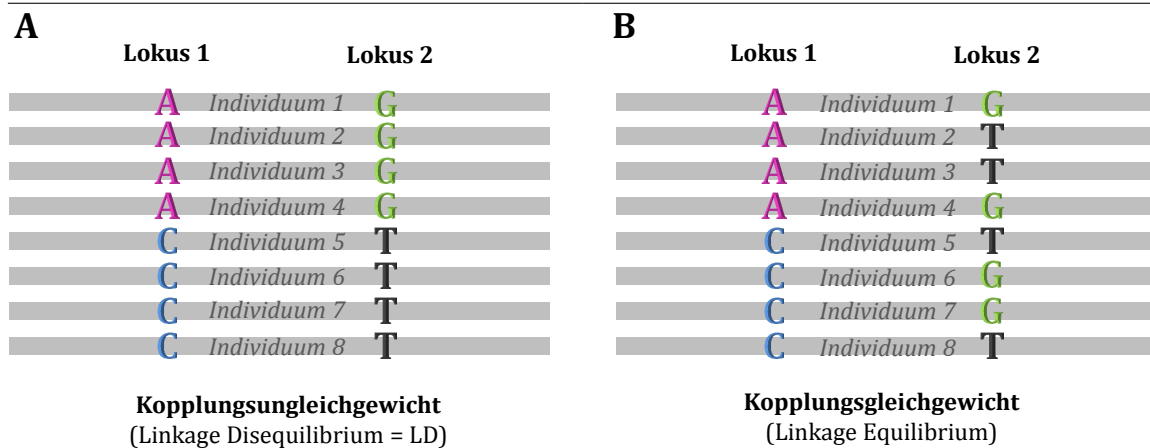 A
Lokus 1 Lokus 2
A Individuum 1 G
A Individuum 2 G
A Individuum 3 G
A Individuum 4 G
C Individuum 5 T
C Individuum 6 T
C Individuum 7 T
C Individuum 8 T
Kopplungsungleichgewicht
(Linkage Disequilibrium = LD)
B
Lokus 1 Lokus 2
A Individuum 1 G
A Individuum 2 T
A Individuum 3 T
A Individuum 4 G
C Individuum 5 T
C Individuum 6 G
C Individuum 7 G
C Individuum 8 T
Kopplungsgleichgewicht
(Linkage Equilibrium)